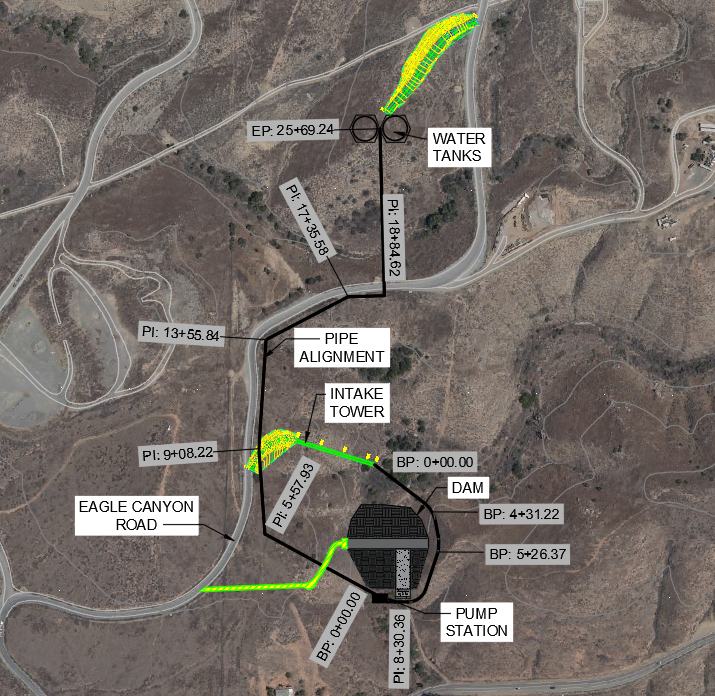 EP: 25+69.24
WATER
TANKS
PI: 17+35.58
PI: 18+84.62
PI: 13+55.84
PIPE
ALIGNMENT
INTAKE
TOWER
PI: 9+08.22
BP: 0+00.00
PI: 5+57.93
DAM
EAGLE CANYON
ROAD
BP: 4+31.22
BP: 5+26.37
BP: 0+00.00
PI: 8+30.36
PUMP
STATION